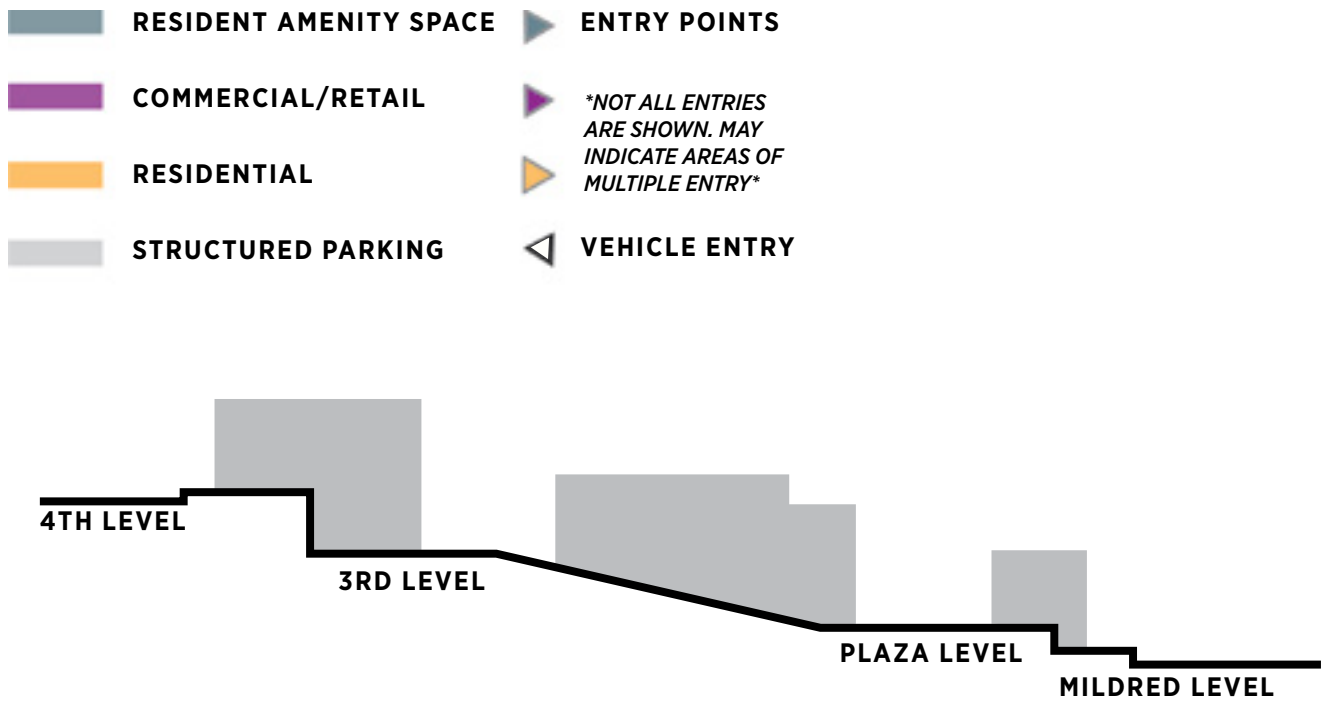 RESIDENT AMENITY SPACE
ENTRY POINTS
COMMERCIAL/RETAIL
*NOT ALL ENTRIES
ARE SHOWN. MAY
INDICATE AREAS OF
MULTIPLE ENTRY*
RESIDENTIAL
STRUCTURED PARKING
VEHICLE ENTRY
4TH LEVEL
3RD LEVEL
PLAZA LEVEL
MILDRED LEVEL